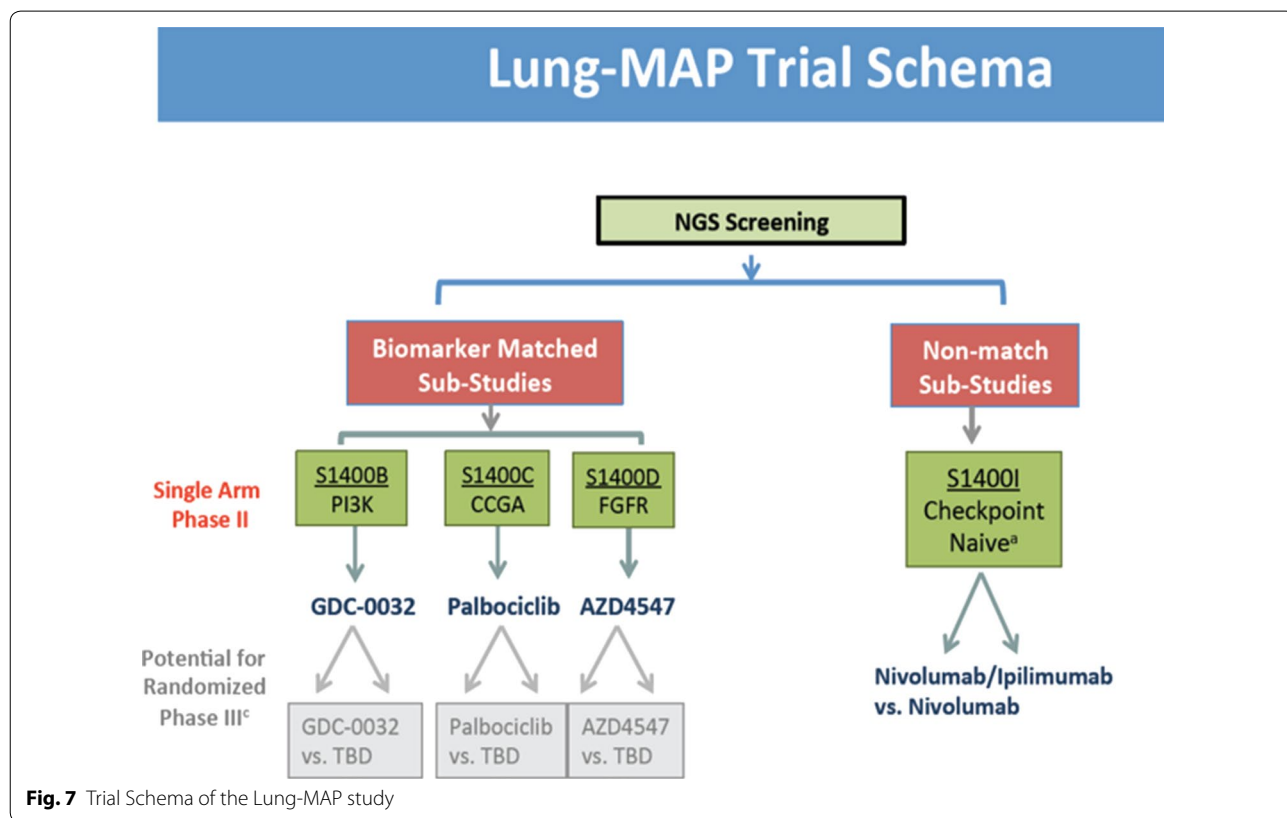 Lung-MAP Trial Schema
NGS Screening
Biomarker Matched
Sub-Studies
Non-match
Sub-Studies
Single Arm
Phase II
S1400B
PI3K
S1400C
CCGA
S1400D
FGFR
S1400I
Checkpoint
Naiveᵃ
GDC-0032
Palbociclib
AZD4547
Nivolumab/Ipilimumab
vs. Nivolumab
Potential for
Randomized
Phase IIIᶜ
GDC-0032
vs. TBD
Palbociclib
vs. TBD
AZD4547
vs. TBD
Fig. 7 Trial Schema of the Lung-MAP study